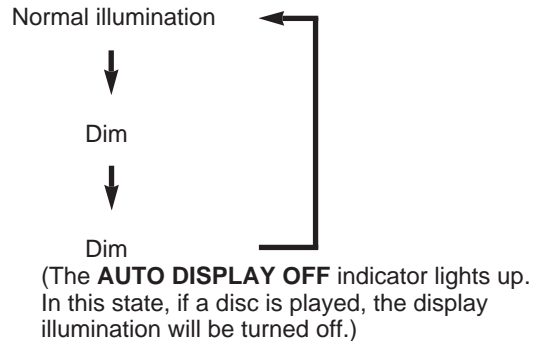 Normal illumination
Dim
Dim
(The AUTO DISPLAY OFF indicator lights up.
In this state, if a disc is played, the display
illumination will be turned off.)